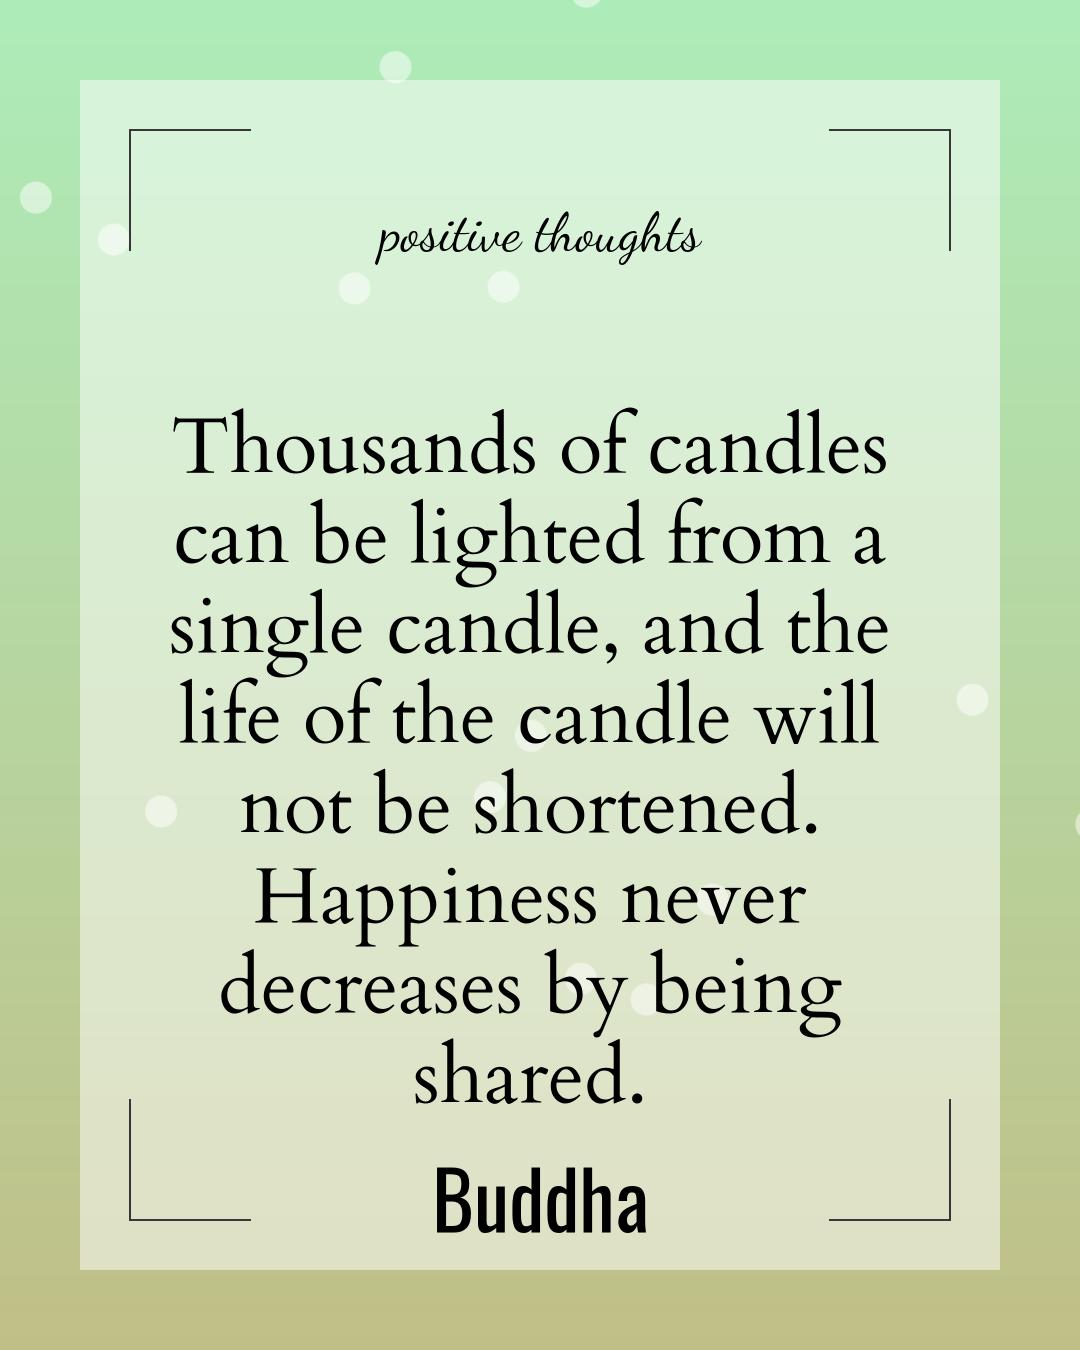 positive thoughts
Thousands of candles
can be lighted from a
single candle, and the
life of the candle will
not be shortened.
Happiness never
decreases by being
shared.
Buddha